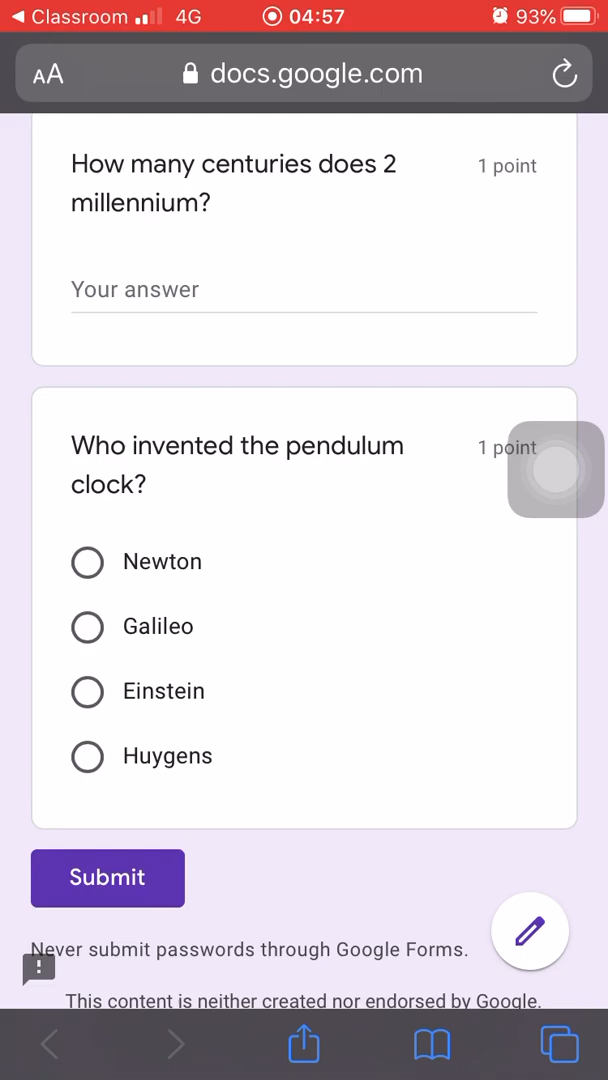 Classroom 4G 04:57 93%
AA docs.google.com
How many centuries does 2 1 point
millennium?
Your answer
Who invented the pendulum 1 point
clock?
Newton
Galileo
Einstein
Huygens
Submit
Never submit passwords through Google Forms.
This content is neither created nor endorsed by Google.